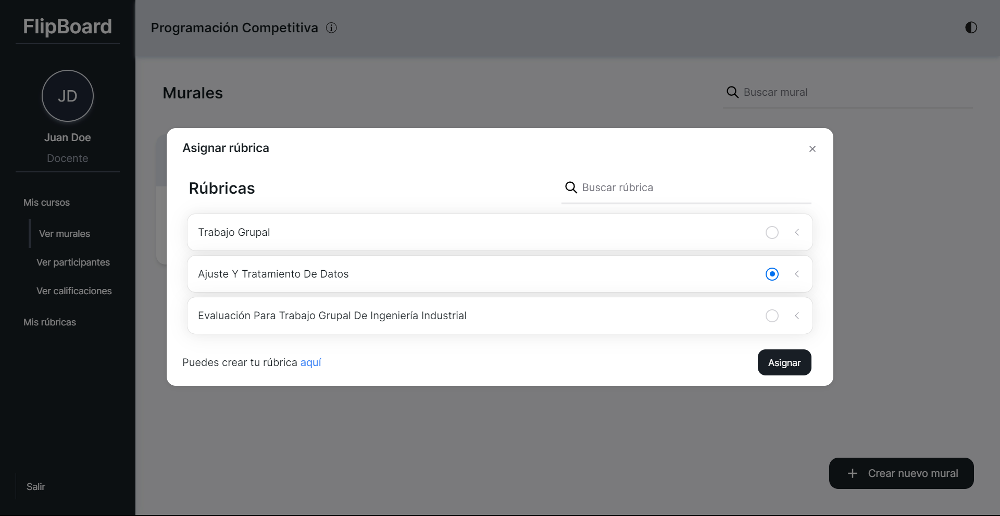 FlipBoard
JD
Juan Doe
Docente
Mis cursos
Ver murales
Ver participantes
Ver calificaciones
Mis rúbricas
Salir
Programación Competitiva
Murales
Buscar mural
Asignar rúbrica
Rúbricas
Buscar rúbrica
Trabajo Grupal
Ajuste Y Tratamiento De Datos
Evaluación Para Trabajo Grupal De Ingeniería Industrial
Puedes crear tu rúbrica aquí
Asignar
Crear nuevo mural